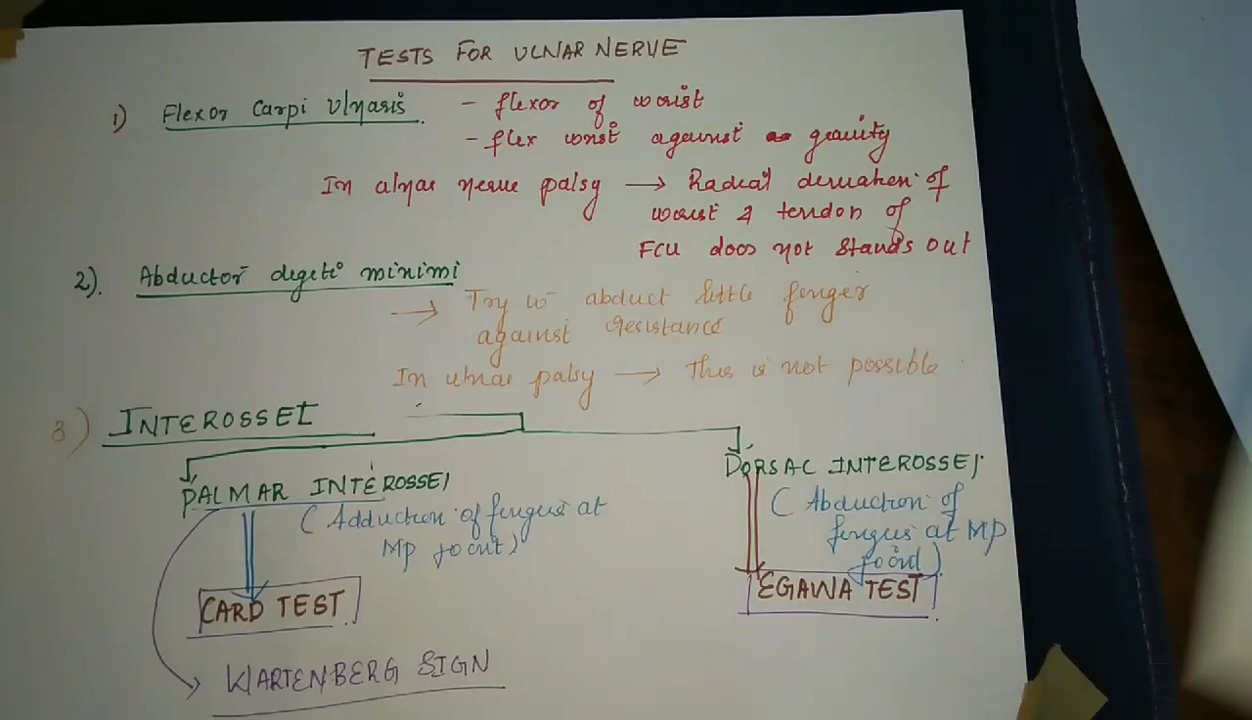 TESTS FOR ULNAR NERVE
1) Flexor Carpi Ulnaris - flexor of wrist
- flex wrist against gravity
In ulnar nerve palsy → Radial deviation of
wrist & tendon of
FCU does not stands out
2). Abductor digiti minimi
→ Try to abduct little finger
against resistance
In ulnar palsy → This is not possible
3) INTEROSSEI
PALMAR INTEROSSEI
(Adduction of fingers at
MP joint)
CARD TEST
WARTENBERG SIGN
DORSAL INTEROSSEI
(Abduction of
fingers at MP
joint)
EGAWA TEST